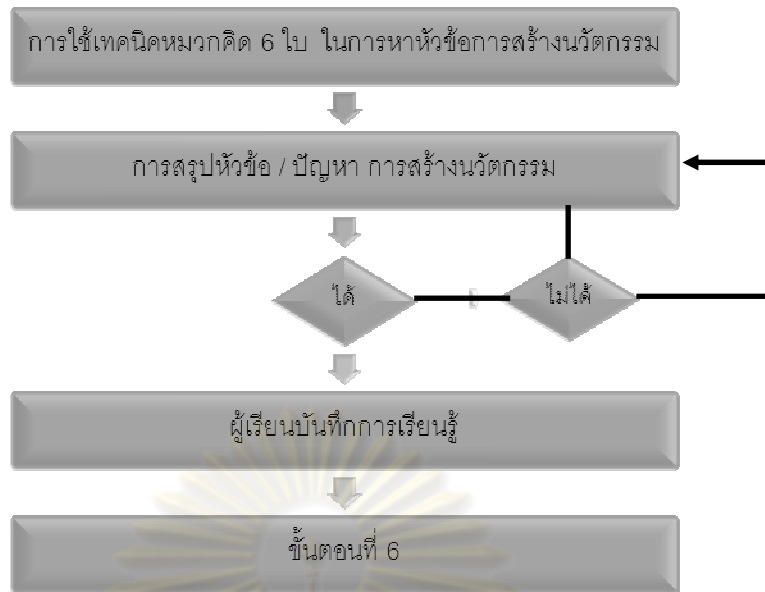 การใช้เทคนิคหมวกคิด 6 ใบ ในการหาหัวข้อการสร้างนวัตกรรม
การสรุปหัวข้อ / ปัญหา การสร้างนวัตกรรม
ได้
ไม่ได้
ผู้เรียนบันทึกการเรียนรู้
ขั้นตอนที่ 6